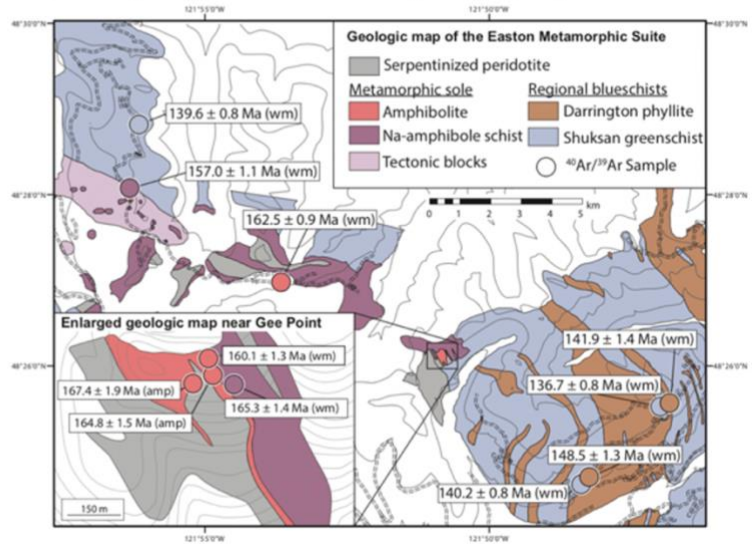 121°55'0"W
121°50'0"W
48°30'0"N
48°30'0"N
Geologic map of the Easton Metamorphic Suite
Serpentinized peridotite
Metamorphic sole
Regional blueschists
Amphibolite
Darrington phyllite
Na-amphibole schist
Shuksan greenschist
Tectonic blocks
⁴⁰Ar/³⁹Ar Sample
139.6 ± 0.8 Ma (wm)
157.0 ± 1.1 Ma (wm)
48°28'0"N
48°28'0"N
0 1 2 3 4 5 km
162.5 ± 0.9 Ma (wm)
Enlarged geologic map near Gee Point
141.9 ± 1.4 Ma (wm)
160.1 ± 1.3 Ma (wm)
48°26'0"N
48°26'0"N
136.7 ± 0.8 Ma (wm)
167.4 ± 1.9 Ma (amp)
165.3 ± 1.4 Ma (wm)
164.8 ± 1.5 Ma (amp)
148.5 ± 1.3 Ma (wm)
140.2 ± 0.8 Ma (wm)
150 m
121°55'0"W
121°50'0"W